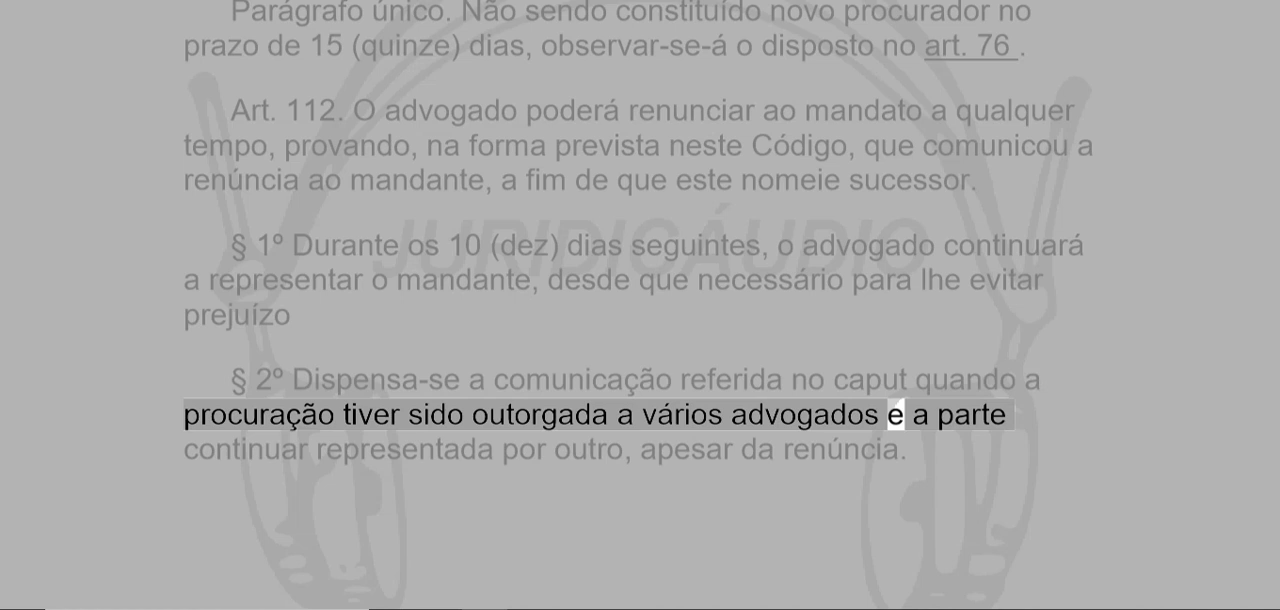 Parágrafo único. Não sendo constituído novo procurador no
prazo de 15 (quinze) dias, observar-se-á o disposto no art. 76 .
Art. 112. O advogado poderá renunciar ao mandato a qualquer
tempo, provando, na forma prevista neste Código, que comunicou a
renúncia ao mandante, a fim de que este nomeie sucessor.
JURIDICÁUDIO
§ 1º Durante os 10 (dez) dias seguintes, o advogado continuará
a representar o mandante, desde que necessário para lhe evitar
prejuízo
§ 2º Dispensa-se a comunicação referida no caput quando a
procuração tiver sido outorgada a vários advogados e a parte
continuar representada por outro, apesar da renúncia.